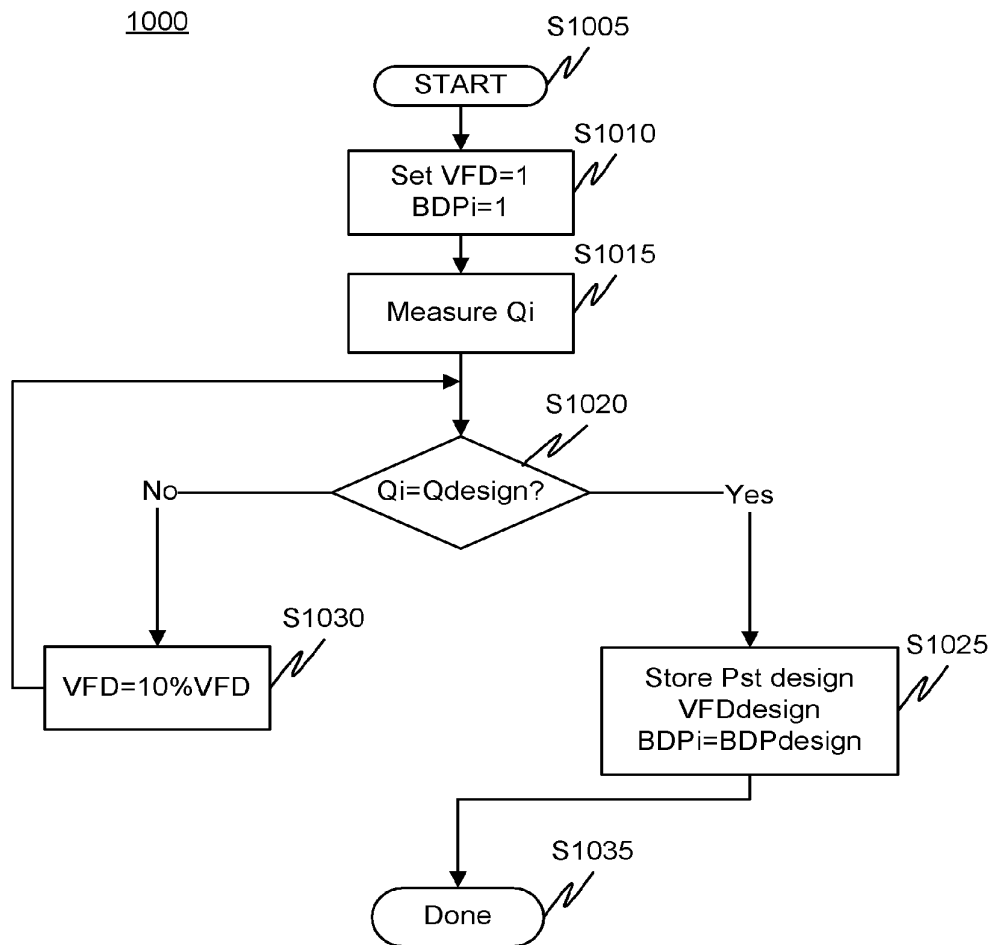 1000
S1005
START
S1010
Set VFD=1
BDPi=1
S1015
Measure Qi
S1020
Qi=Qdesign?
No
Yes
S1030
VFD=10%VFD
S1025
Store Pst design
VFDdesign
BDPi=BDPdesign
S1035
Done